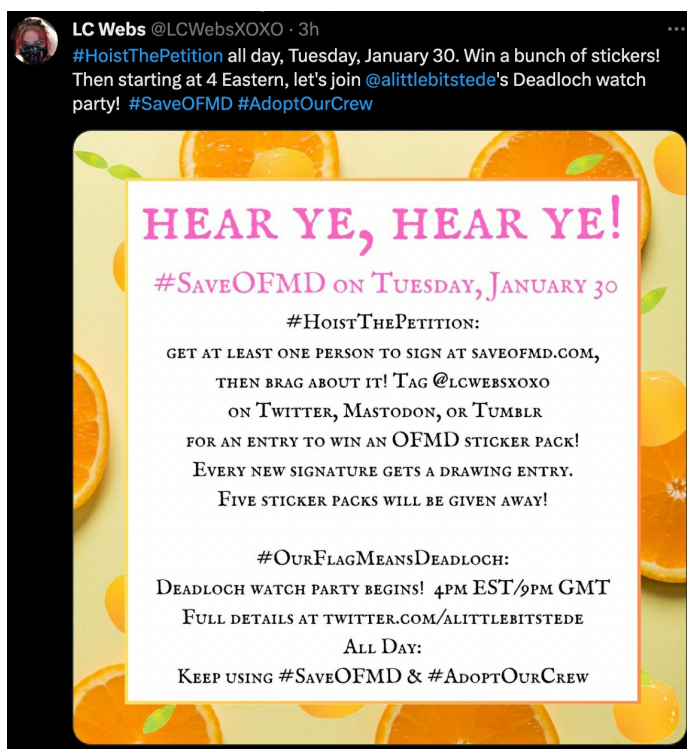 LC Webs @LCWebsXOXO · 3h ...
#HoistThePetition all day, Tuesday, January 30. Win a bunch of stickers!
Then starting at 4 Eastern, let's join @alittlebitstede's Deadloch watch
party! #SaveOFMD #AdoptOurCrew
HEAR YE, HEAR YE!
#SaveOFMD on Tuesday, January 30
#HoistThePetition:
get at least one person to sign at saveofmd.com,
then brag about it! Tag @lcwebsxoxo
on Twitter, Mastodon, or Tumblr
for an entry to win an OFMD sticker pack!
Every new signature gets a drawing entry.
Five sticker packs will be given away!
#OurFlagMeansDeadloch:
Deadloch watch party begins! 4pm EST/9pm GMT
Full details at twitter.com/alittlebitstede
All Day:
Keep using #SaveOFMD & #AdoptOurCrew